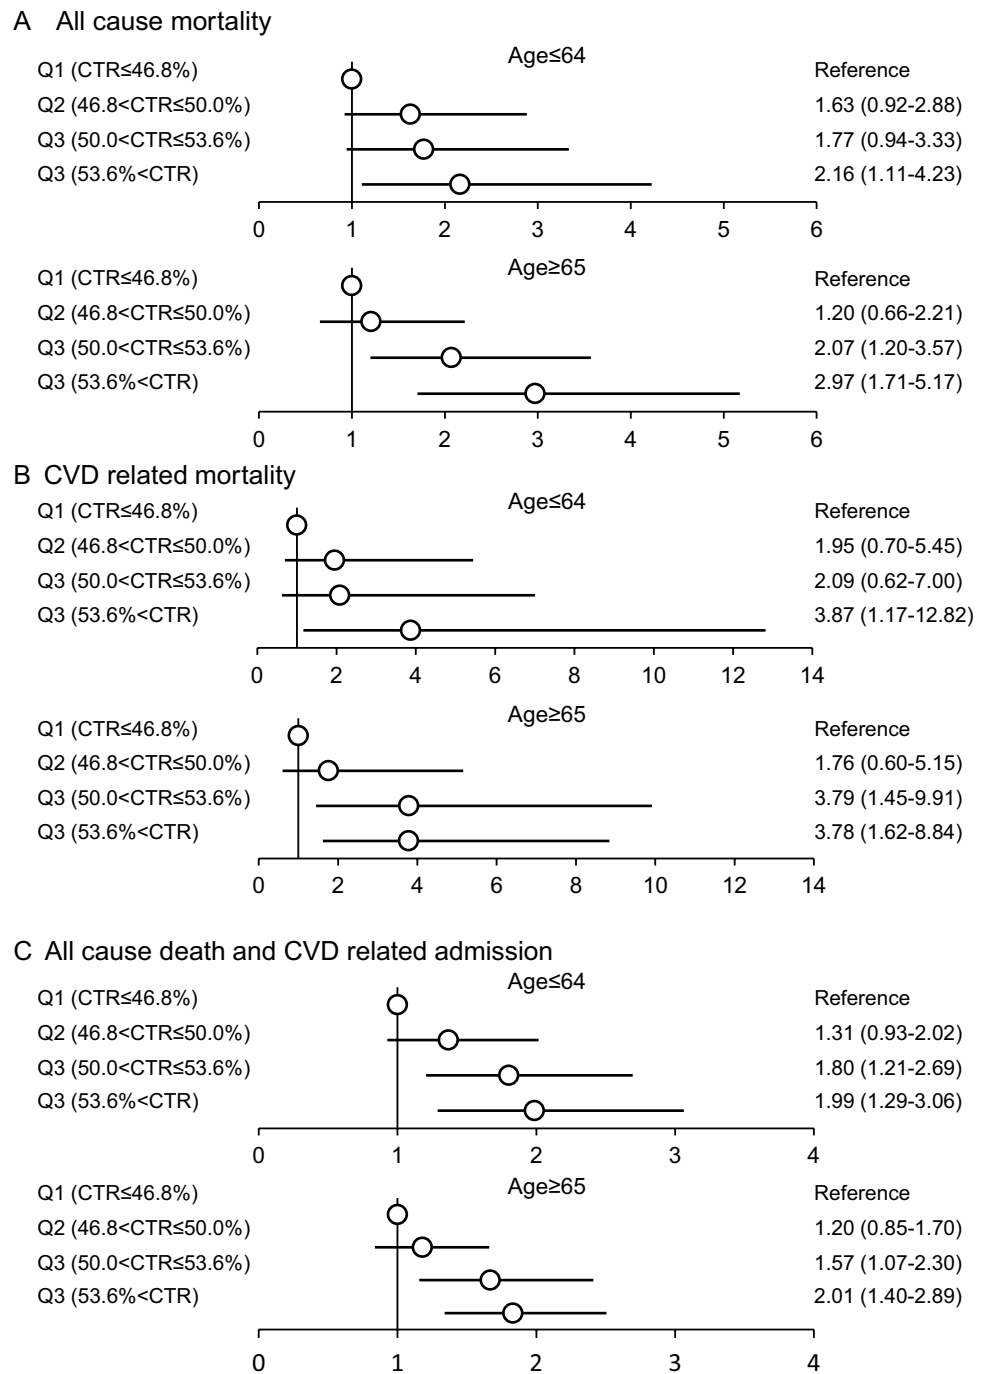 A All cause mortality
Age≤64
Q1 (CTR≤46.8%) Reference
Q2 (46.8<CTR≤50.0%) 1.63 (0.92-2.88)
Q3 (50.0<CTR≤53.6%) 1.77 (0.94-3.33)
Q3 (53.6%<CTR) 2.16 (1.11-4.23)
0 1 2 3 4 5 6
Age≥65
Q1 (CTR≤46.8%) Reference
Q2 (46.8<CTR≤50.0%) 1.20 (0.66-2.21)
Q3 (50.0<CTR≤53.6%) 2.07 (1.20-3.57)
Q3 (53.6%<CTR) 2.97 (1.71-5.17)
0 1 2 3 4 5 6
B CVD related mortality
Age≤64
Q1 (CTR≤46.8%) Reference
Q2 (46.8<CTR≤50.0%) 1.95 (0.70-5.45)
Q3 (50.0<CTR≤53.6%) 2.09 (0.62-7.00)
Q3 (53.6%<CTR) 3.87 (1.17-12.82)
0 2 4 6 8 10 12 14
Age≥65
Q1 (CTR≤46.8%) Reference
Q2 (46.8<CTR≤50.0%) 1.76 (0.60-5.15)
Q3 (50.0<CTR≤53.6%) 3.79 (1.45-9.91)
Q3 (53.6%<CTR) 3.78 (1.62-8.84)
0 2 4 6 8 10 12 14
C All cause death and CVD related admission
Age≤64
Q1 (CTR≤46.8%) Reference
Q2 (46.8<CTR≤50.0%) 1.31 (0.93-2.02)
Q3 (50.0<CTR≤53.6%) 1.80 (1.21-2.69)
Q3 (53.6%<CTR) 1.99 (1.29-3.06)
0 1 2 3 4
Age≥65
Q1 (CTR≤46.8%) Reference
Q2 (46.8<CTR≤50.0%) 1.20 (0.85-1.70)
Q3 (50.0<CTR≤53.6%) 1.57 (1.07-2.30)
Q3 (53.6%<CTR) 2.01 (1.40-2.89)
0 1 2 3 4